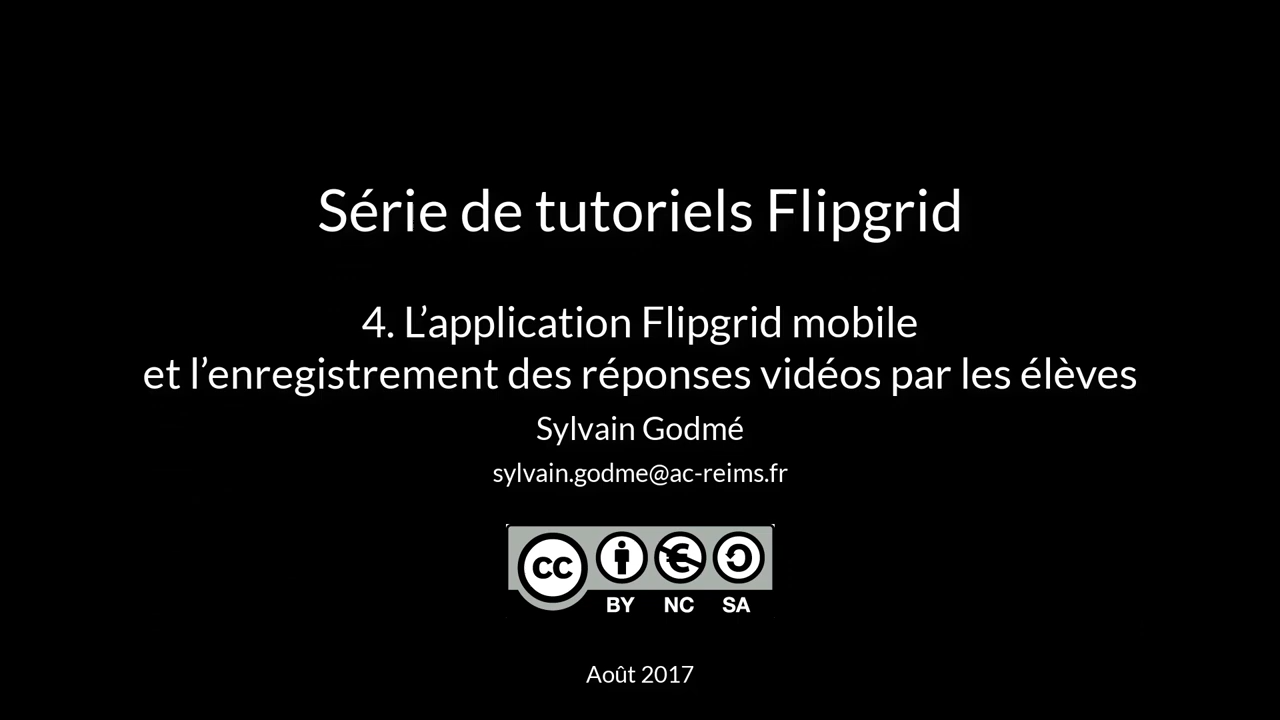 Série de tutoriels Flipgrid
4. L’application Flipgrid mobile
et l’enregistrement des réponses vidéos par les élèves
Sylvain Godmé
sylvain.godme@ac-reims.fr
CC
BY NC SA
Août 2017